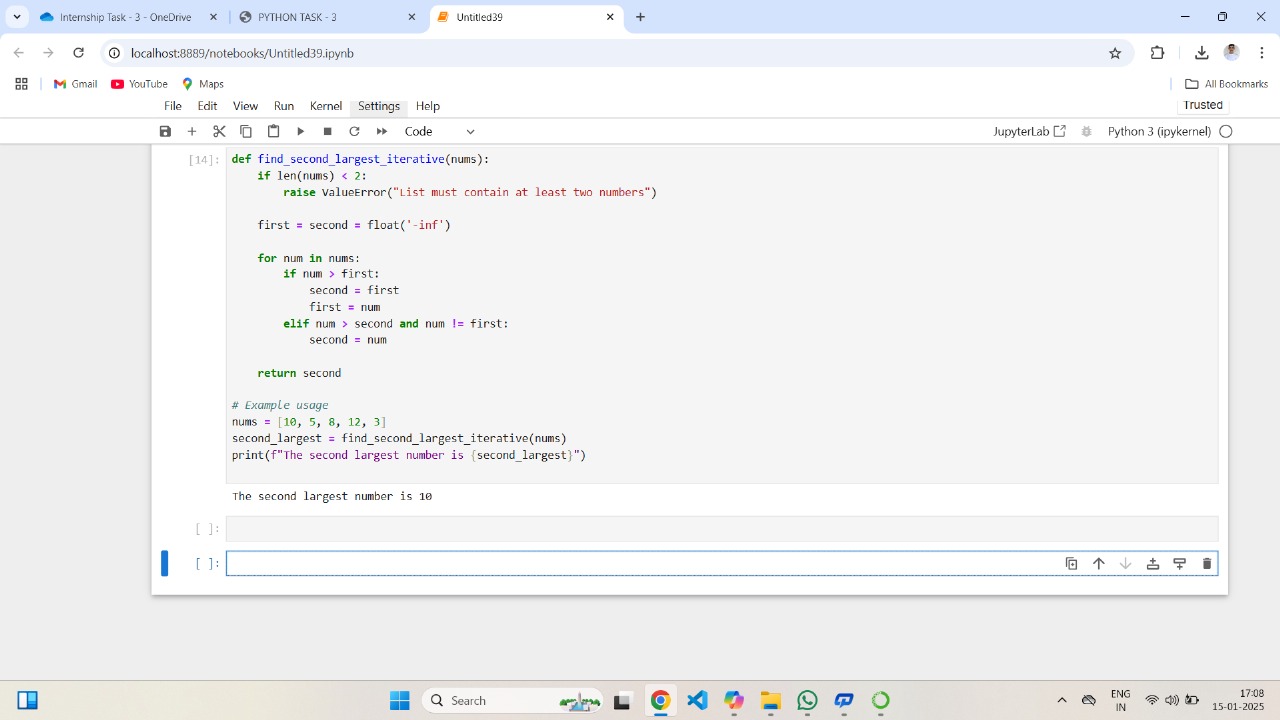 Internship Task - 3 - OneDrive
PYTHON TASK - 3
Untitled39
localhost:8889/notebooks/Untitled39.ipynb
Gmail
YouTube
Maps
All Bookmarks
File Edit View Run Kernel Settings Help
Trusted
Code
JupyterLab
Python 3 (ipykernel)
[14]:
def find_second_largest_iterative(nums):
    if len(nums) < 2:
        raise ValueError("List must contain at least two numbers")

    first = second = float('-inf')

    for num in nums:
        if num > first:
            second = first
            first = num
        elif num > second and num != first:
            second = num

    return second

# Example usage
nums = [10, 5, 8, 12, 3]
second_largest = find_second_largest_iterative(nums)
print(f"The second largest number is {second_largest}")
The second largest number is 10
[ ]:
[ ]:
Search
ENG
IN
17:08
15-01-2025